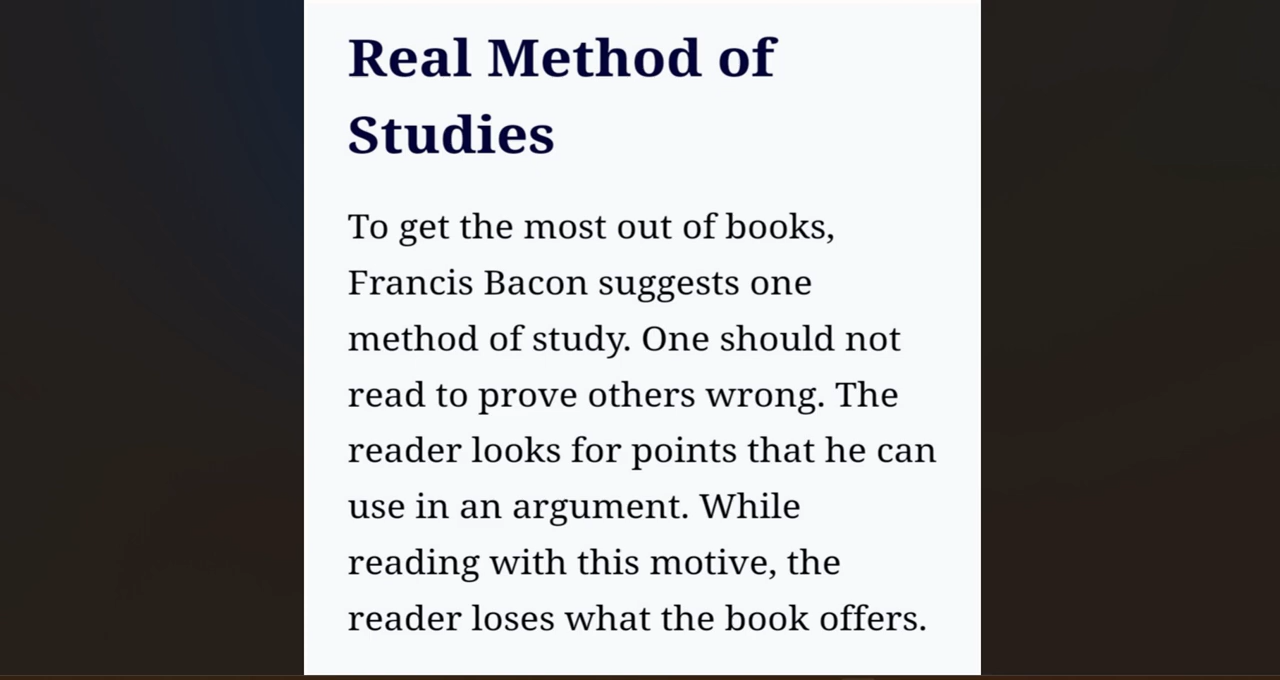 Real Method of
Studies
To get the most out of books,
Francis Bacon suggests one
method of study. One should not
read to prove others wrong. The
reader looks for points that he can
use in an argument. While
reading with this motive, the
reader loses what the book offers.